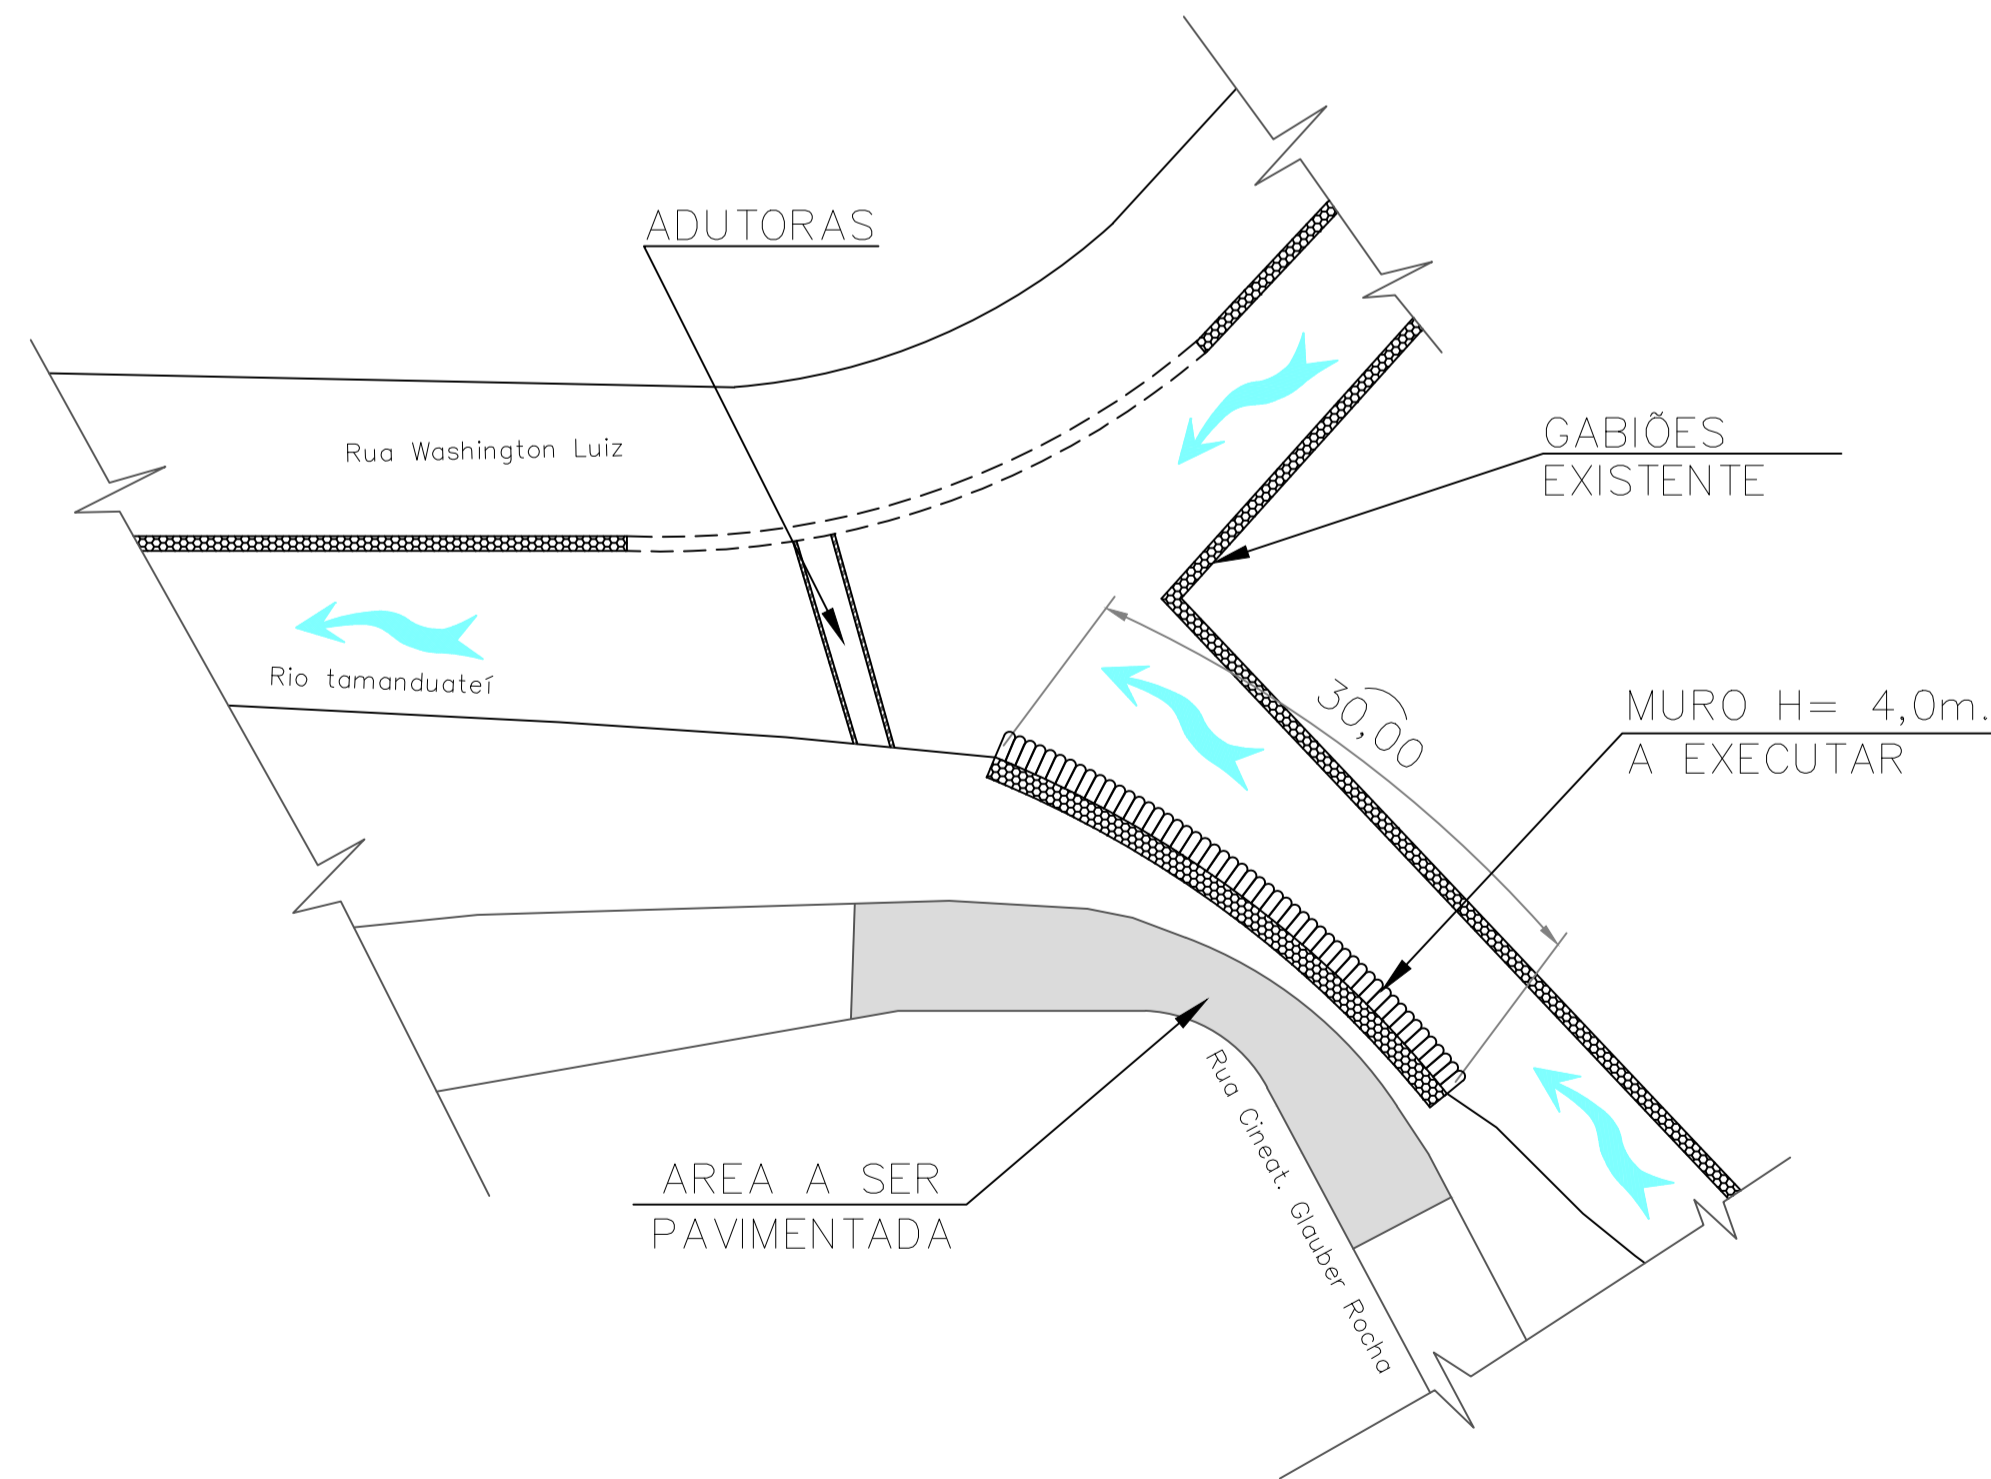 ADUTORAS
GABIÕES
EXISTENTE
Rua Washington Luiz
Rio tamanduateí
30,00
MURO H= 4,0m.
A EXECUTAR
AREA A SER
PAVIMENTADA
Rua Cineat. Glauber Rocha